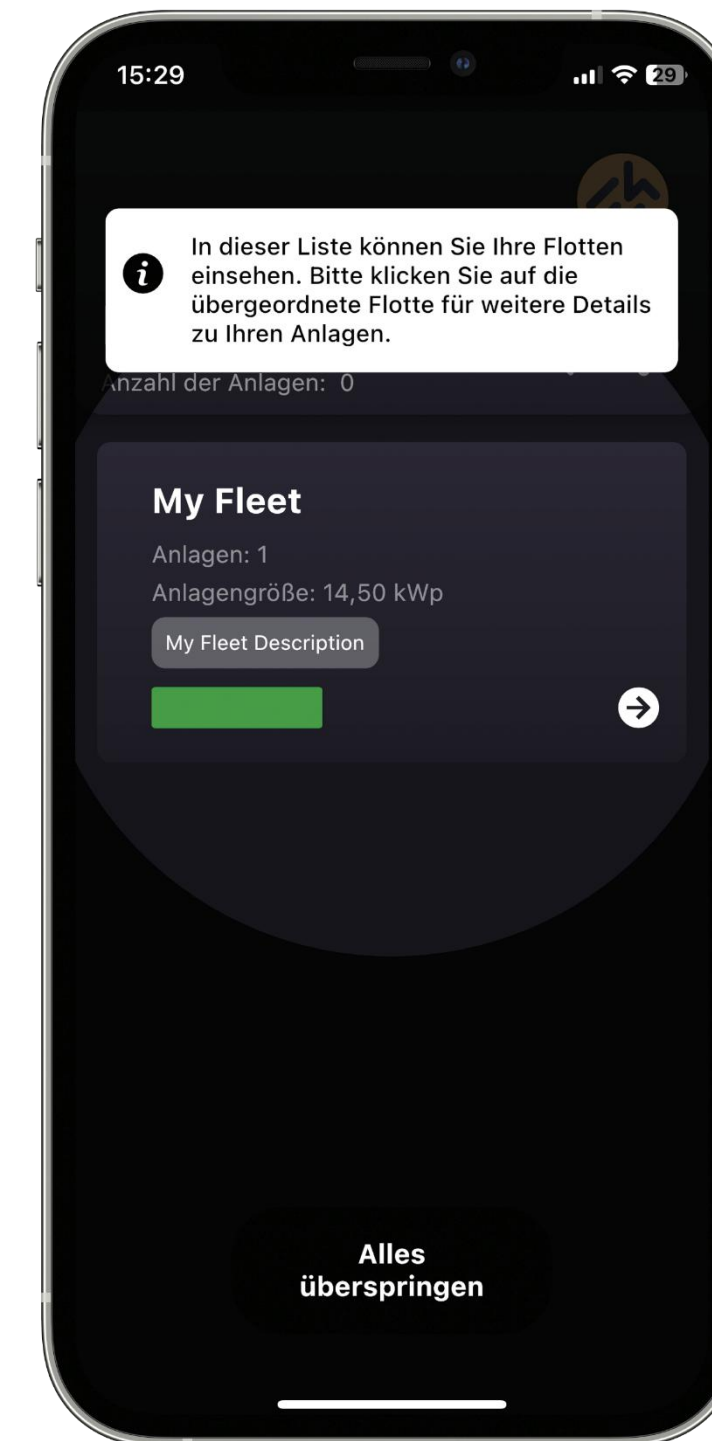 15:29
29
In dieser Liste können Sie Ihre Flotten
einsehen. Bitte klicken Sie auf die
übergeordnete Flotte für weitere Details
zu Ihren Anlagen.
Anzahl der Anlagen: 0
My Fleet
Anlagen: 1
Anlagengröße: 14,50 kWp
My Fleet Description
Alles
überspringen